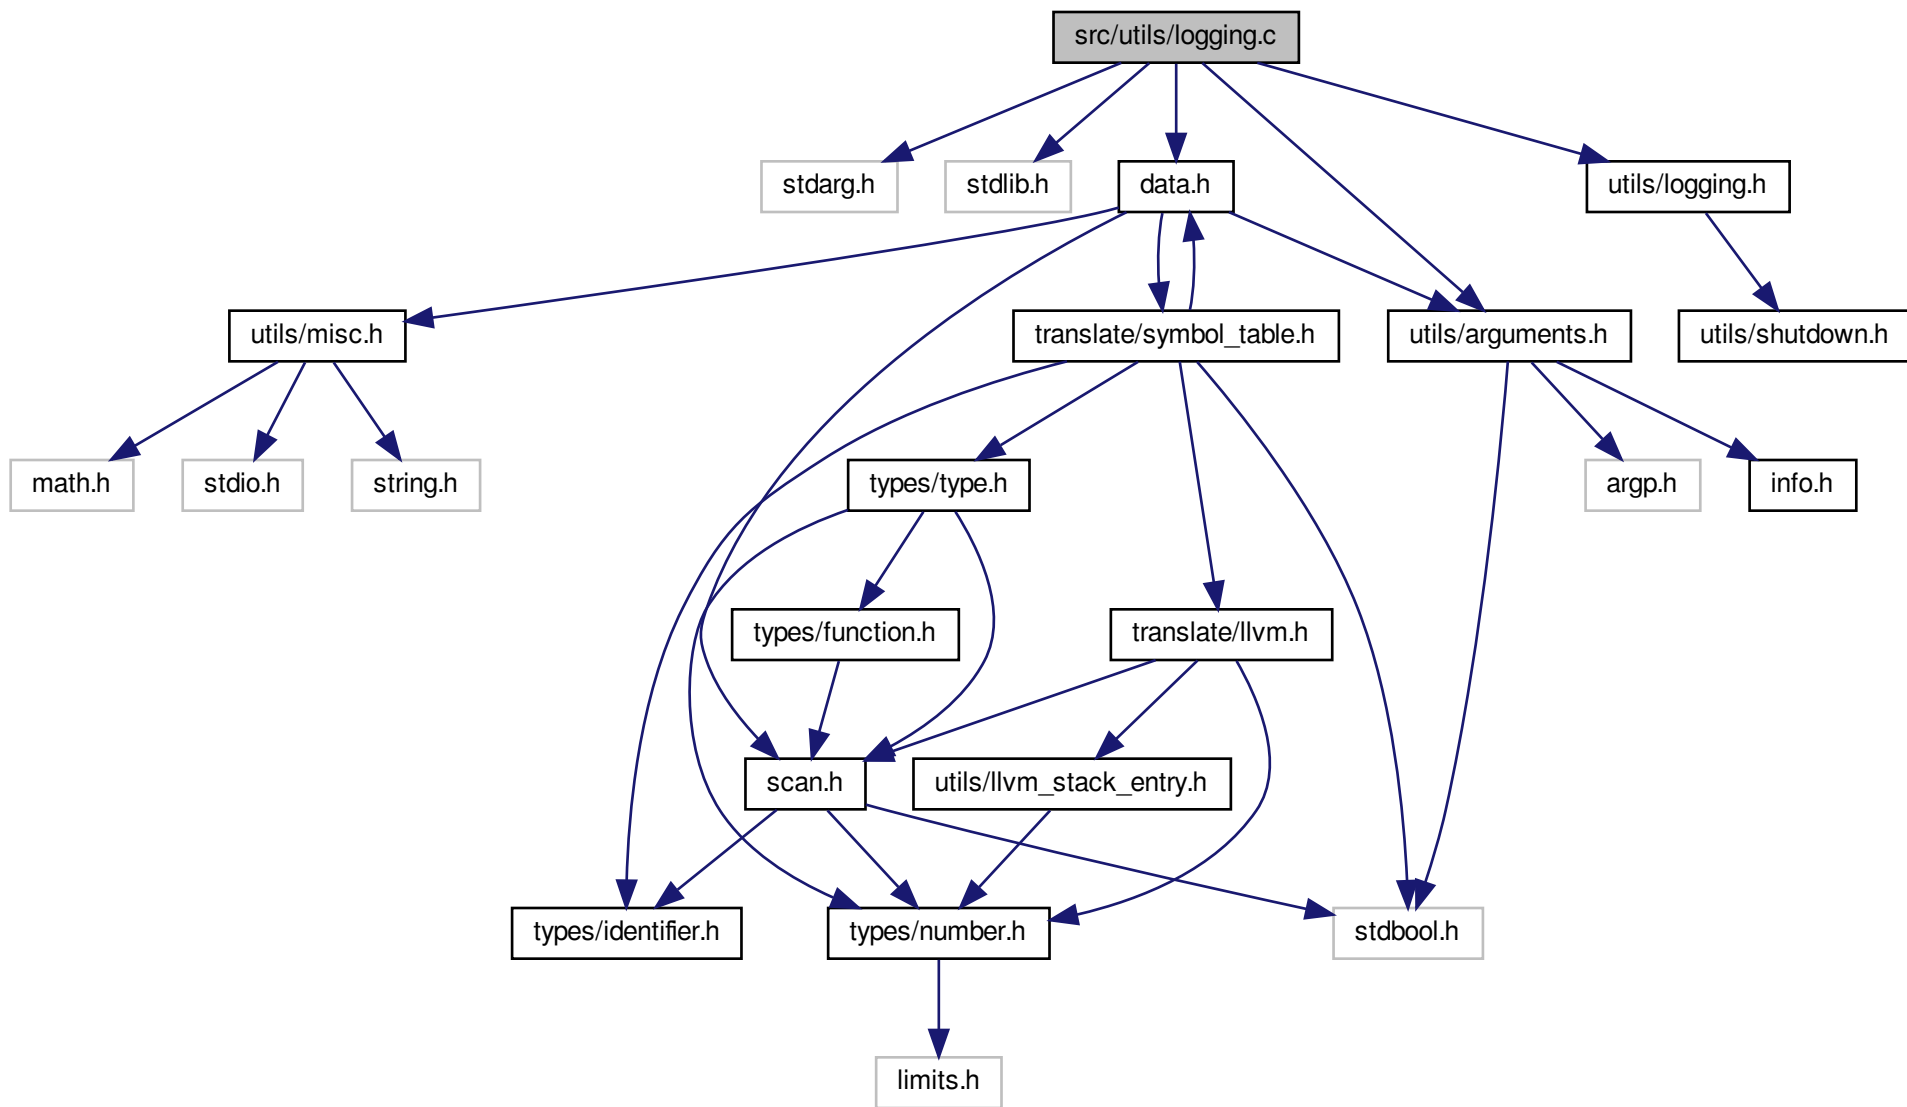 src/utils/logging.c
stdarg.h
stdlib.h
data.h
utils/logging.h
utils/misc.h
translate/symbol_table.h
utils/arguments.h
utils/shutdown.h
math.h
stdio.h
string.h
types/type.h
argp.h
info.h
types/function.h
translate/llvm.h
scan.h
utils/llvm_stack_entry.h
types/identifier.h
types/number.h
stdbool.h
limits.h